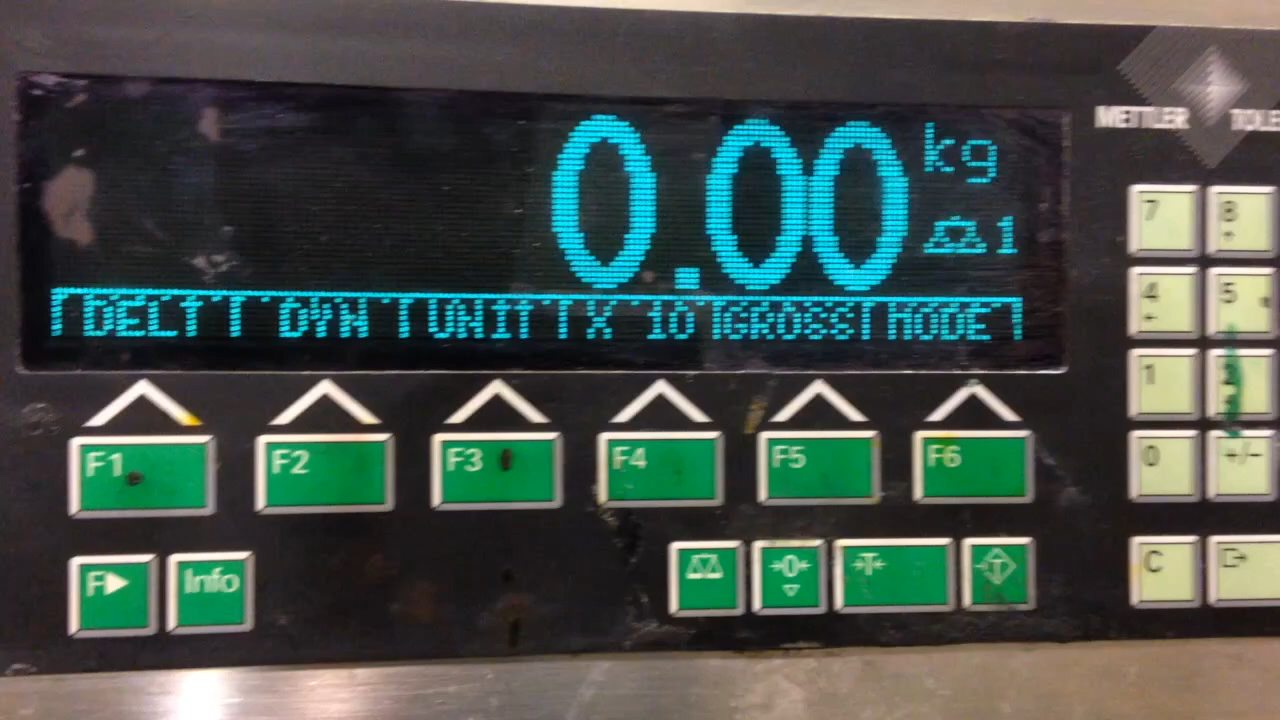 0.00 kg
1
DELT DYN UNIT X 10 GROSS MODE
METTLER TOLE
7 8
4 5
1
0 +/-
C
F1 F2 F3 F4 F5 F6
F Info
T T